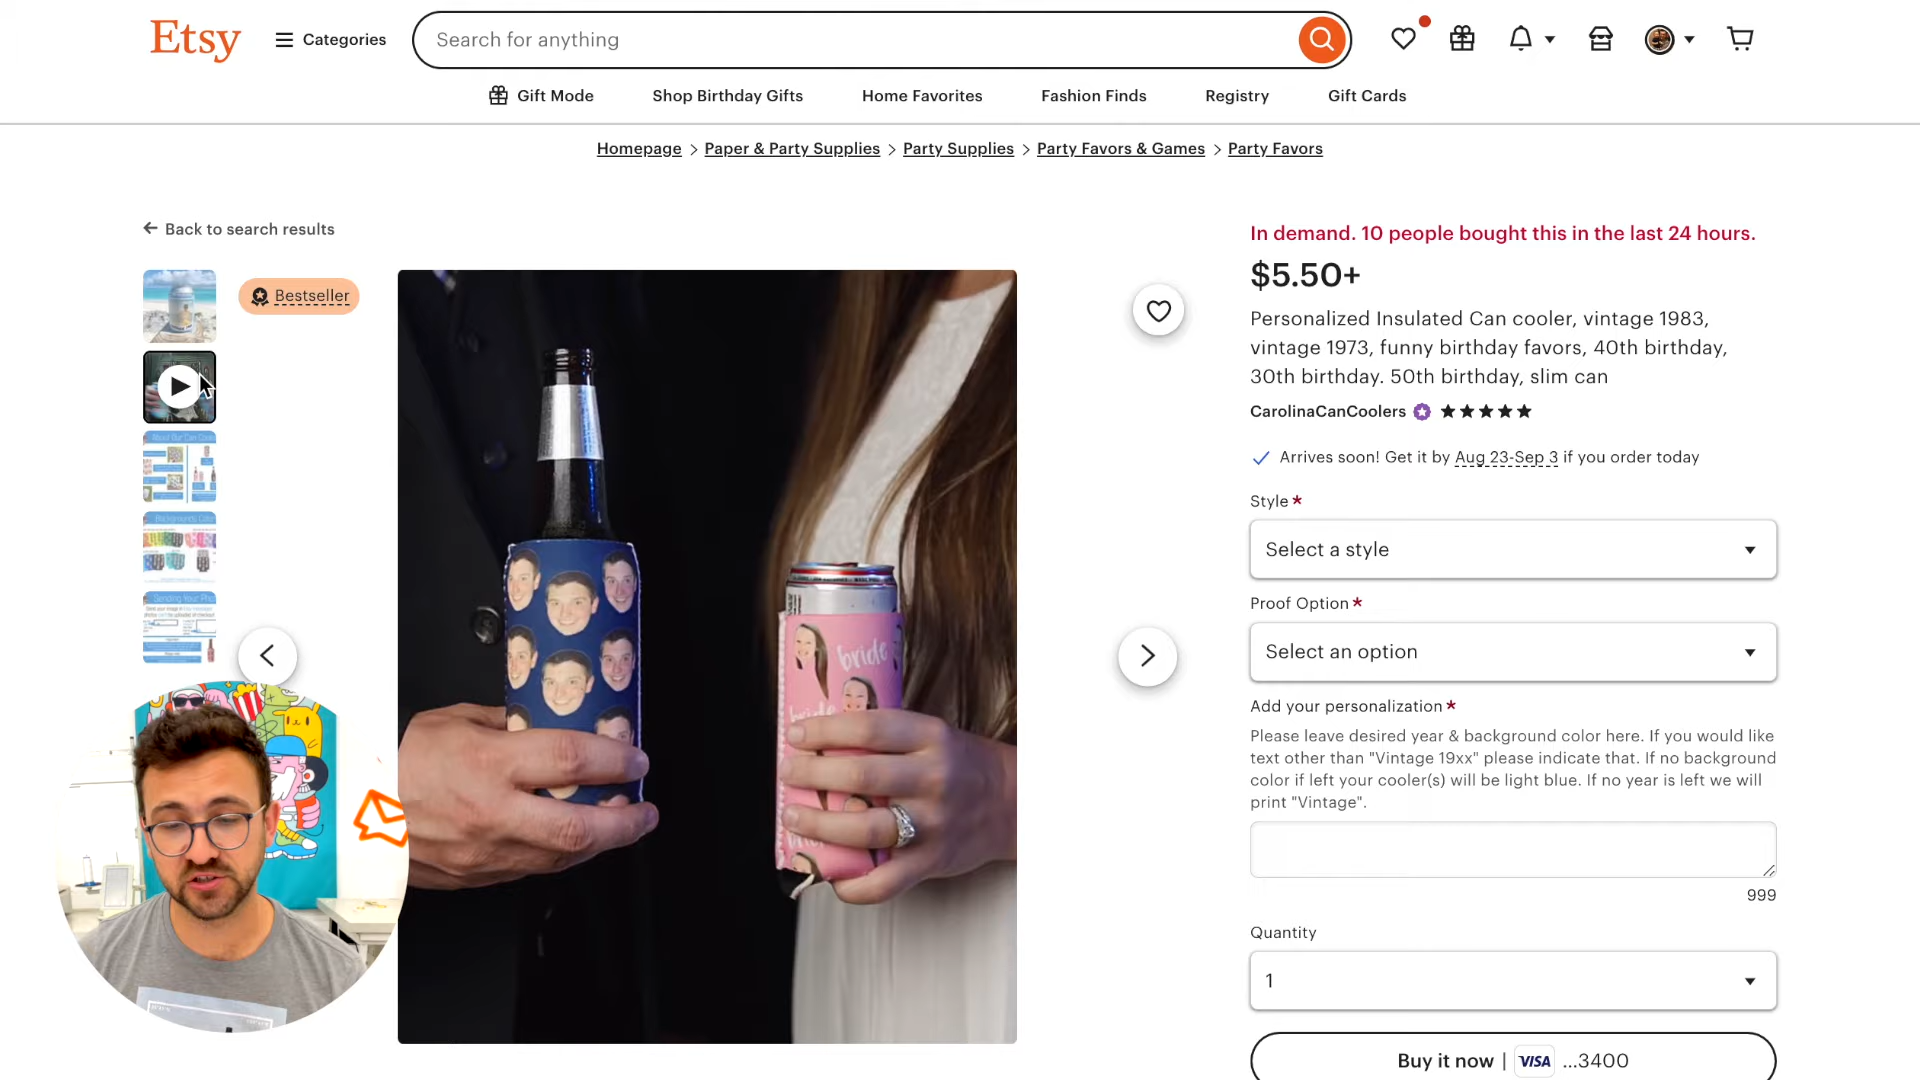 Etsy
Categories
Search for anything
Gift Mode
Shop Birthday Gifts
Home Favorites
Fashion Finds
Registry
Gift Cards
Homepage > Paper & Party Supplies > Party Supplies > Party Favors & Games > Party Favors
Back to search results
Bestseller
In demand. 10 people bought this in the last 24 hours.
$5.50+
Personalized Insulated Can cooler, vintage 1983,
vintage 1973, funny birthday favors, 40th birthday,
30th birthday. 50th birthday, slim can
CarolinaCanCoolers
Arrives soon! Get it by Aug 23-Sep 3 if you order today
Style*
Select a style
Proof Option*
Select an option
Add your personalization*
Please leave desired year & background color here. If you would like
text other than "Vintage 19xx" please indicate that. If no background
color if left your cooler(s) will be light blue. If no year is left we will
print "Vintage".
999
Quantity
1
Buy it now | VISA ...3400
bride
bride